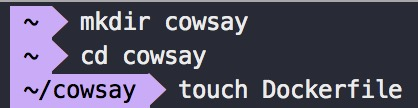 ~ mkdir cowsay
~ cd cowsay
~/cowsay touch Dockerfile